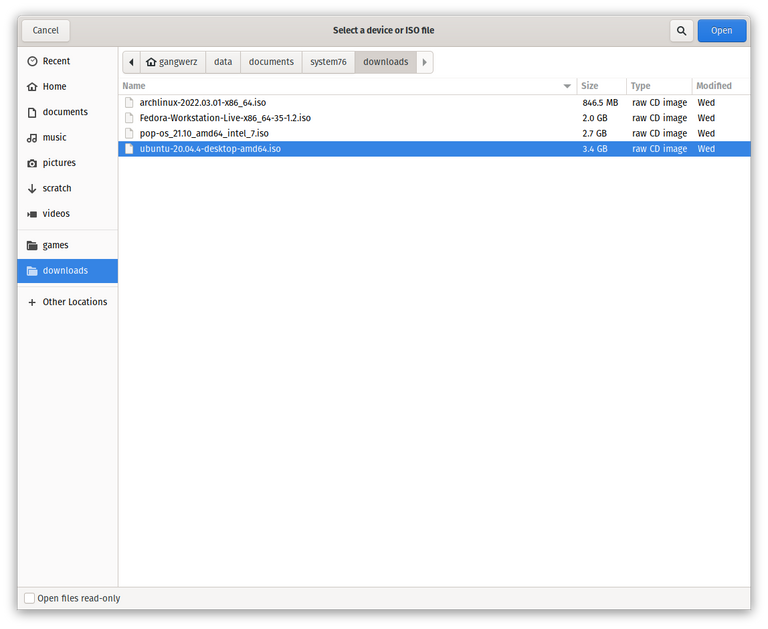 Cancel
Select a device or ISO file
Open
Recent
Home
documents
music
pictures
scratch
videos
games
downloads
Other Locations
gangwerz data documents system76 downloads
Name Size Type Modified
archlinux-2022.03.01-x86_64.iso 846.5 MB raw CD image Wed
Fedora-Workstation-Live-x86_64-35-1.2.iso 2.0 GB raw CD image Wed
pop-os_21.10_amd64_intel_7.iso 2.7 GB raw CD image Wed
ubuntu-20.04.4-desktop-amd64.iso 3.4 GB raw CD image Wed
Open files read-only